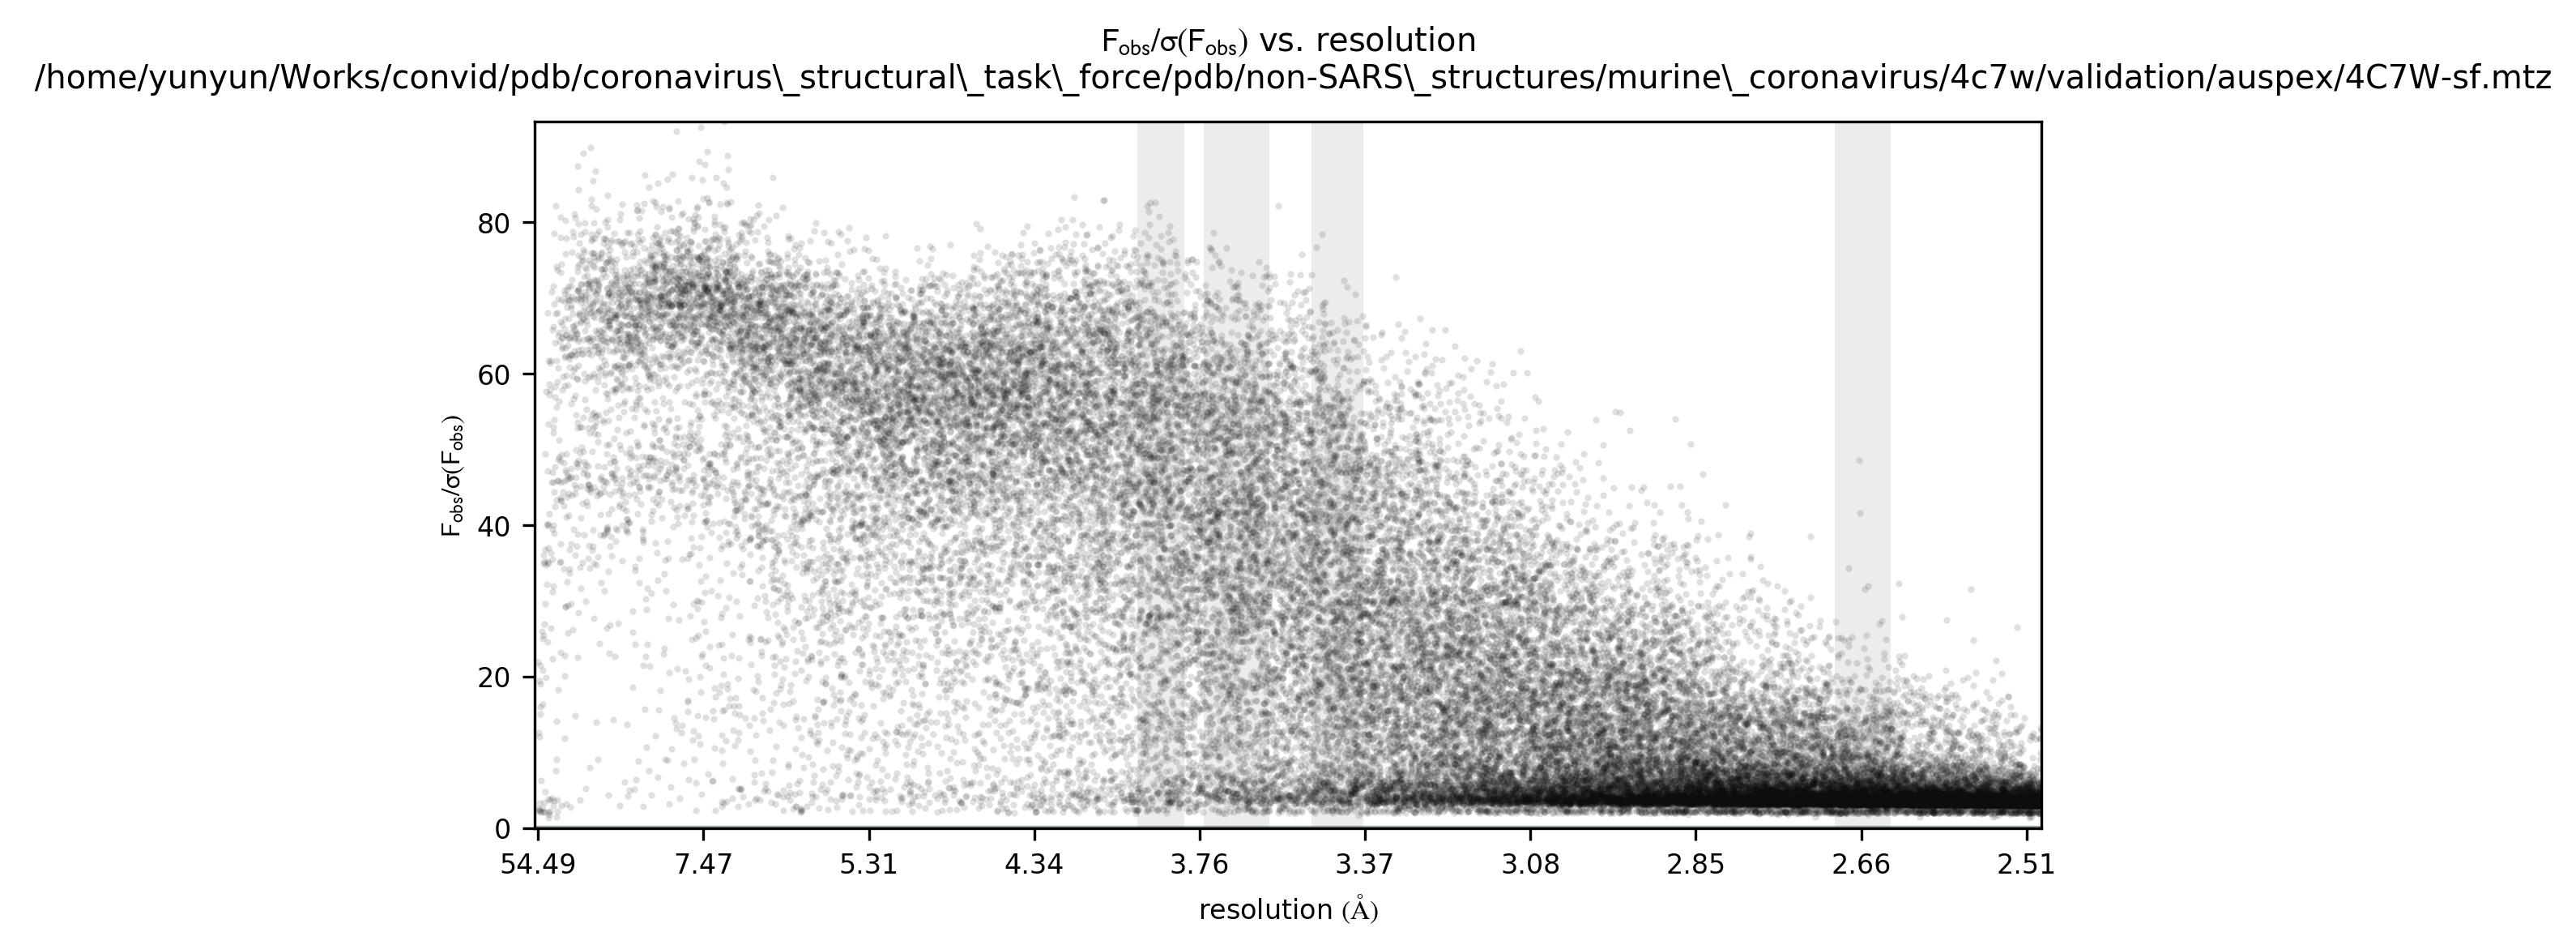 Fobs/σ(Fobs) vs. resolution
/home/yunyun/Works/convid/pdb/coronavirus\_structural\_task\_force/pdb/non-SARS\_structures/murine\_coronavirus/4c7w/validation/auspex/4C7W-sf.mtz
Fobs/σ(Fobs)
80
60
40
20
0
54.49 7.47 5.31 4.34 3.76 3.37 3.08 2.85 2.66 2.51
resolution (Å)